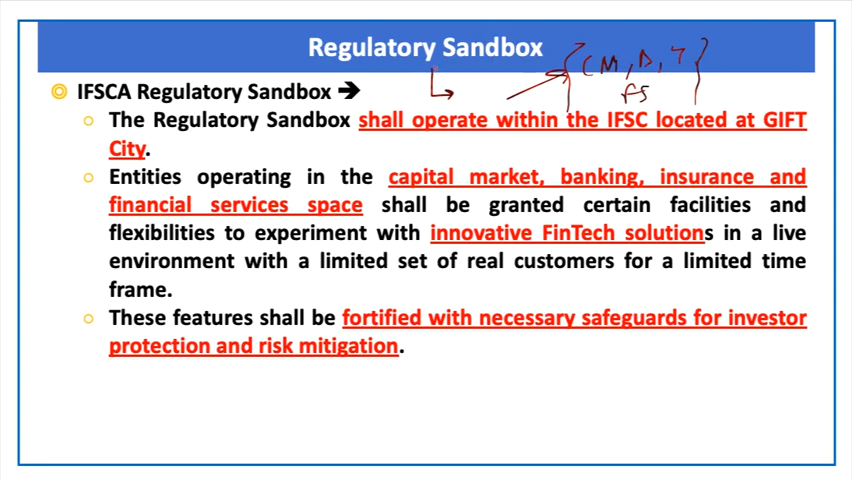 Regulatory Sandbox
CM, B, I
FS
IFSCA Regulatory Sandbox ➔
The Regulatory Sandbox shall operate within the IFSC located at GIFT
City.
Entities operating in the capital market, banking, insurance and
financial services space shall be granted certain facilities and
flexibilities to experiment with innovative FinTech solutions in a live
environment with a limited set of real customers for a limited time
frame.
These features shall be fortified with necessary safeguards for investor
protection and risk mitigation.